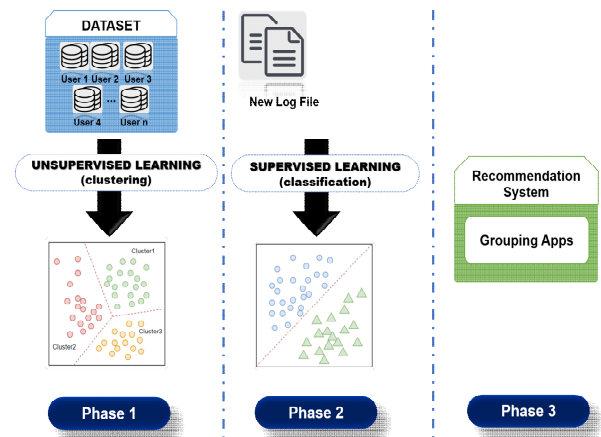 DATASET
User 1 User 2 User 3
...
User 4 User n
UNSUPERVISED LEARNING
(clustering)
Cluster1
Cluster3
Cluster2
Phase 1
New Log File
SUPERVISED LEARNING
(classification)
Phase 2
Recommendation
System
Grouping Apps
Phase 3